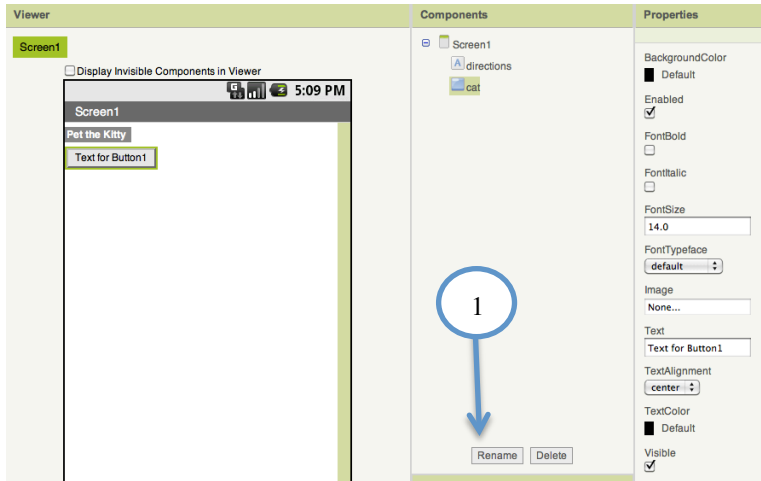 Viewer
Screen1
Display Invisible Components in Viewer
5:09 PM
Screen1
Pet the Kitty
Text for Button1
Components
Screen1
A directions
cat
1
Rename Delete
Properties
BackgroundColor
Default
Enabled
FontBold
FontItalic
FontSize
14.0
FontTypeface
default
Image
None...
Text
Text for Button1
TextAlignment
center
TextColor
Default
Visible